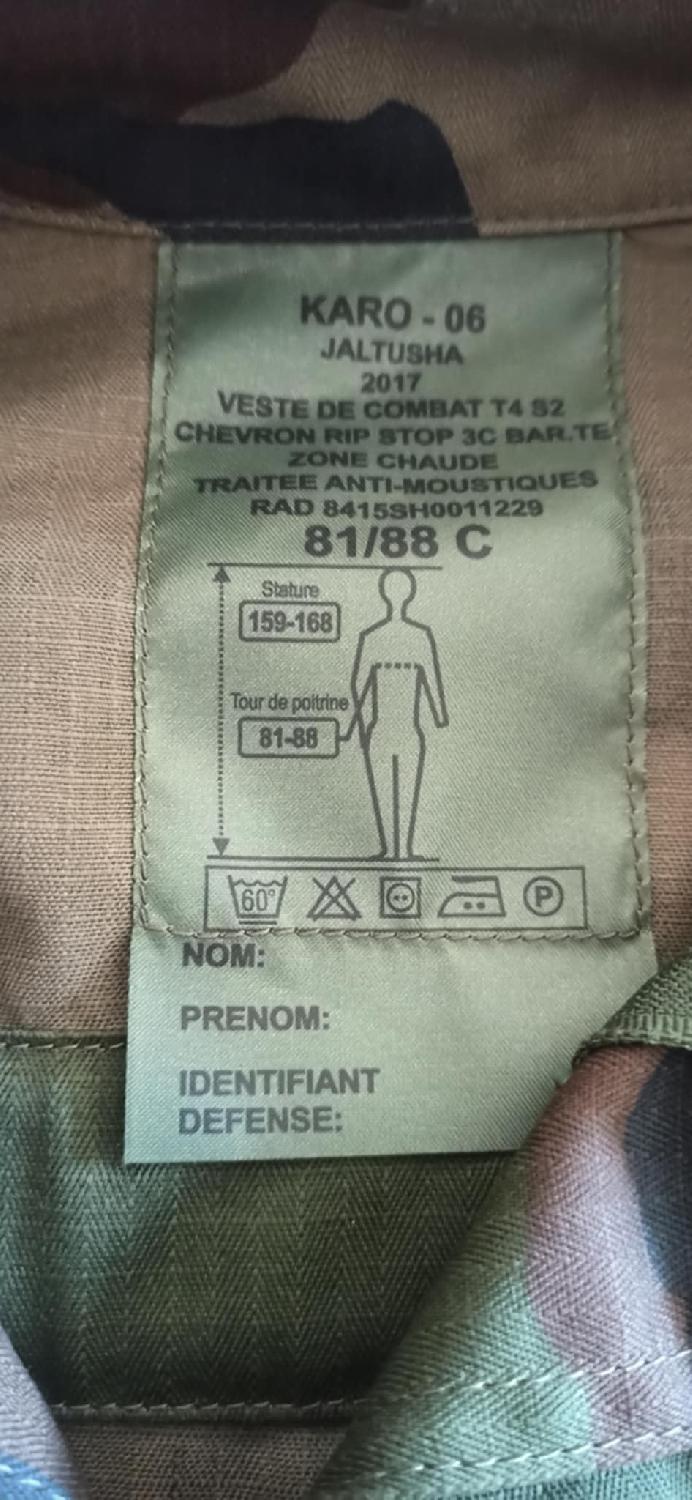 KARO - 06
JALTUSHA
2017
VESTE DE COMBAT T4 S2
CHEVRON RIP STOP 3C BAR.TE
ZONE CHAUDE
TRAITEE ANTI-MOUSTIQUES
RAD 8415SH0011229
81/88 C
Stature
159-168
Tour de poitrine
81-88
60°
P
NOM:
PRENOM:
IDENTIFIANT
DEFENSE: